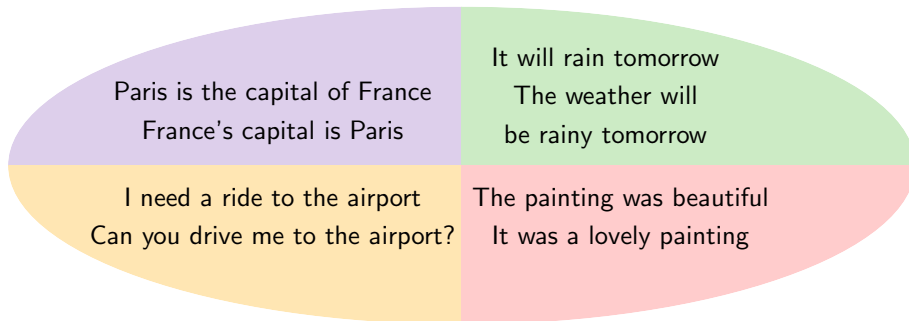 Paris is the capital of France
France's capital is Paris
It will rain tomorrow
The weather will
be rainy tomorrow
I need a ride to the airport
Can you drive me to the airport?
The painting was beautiful
It was a lovely painting